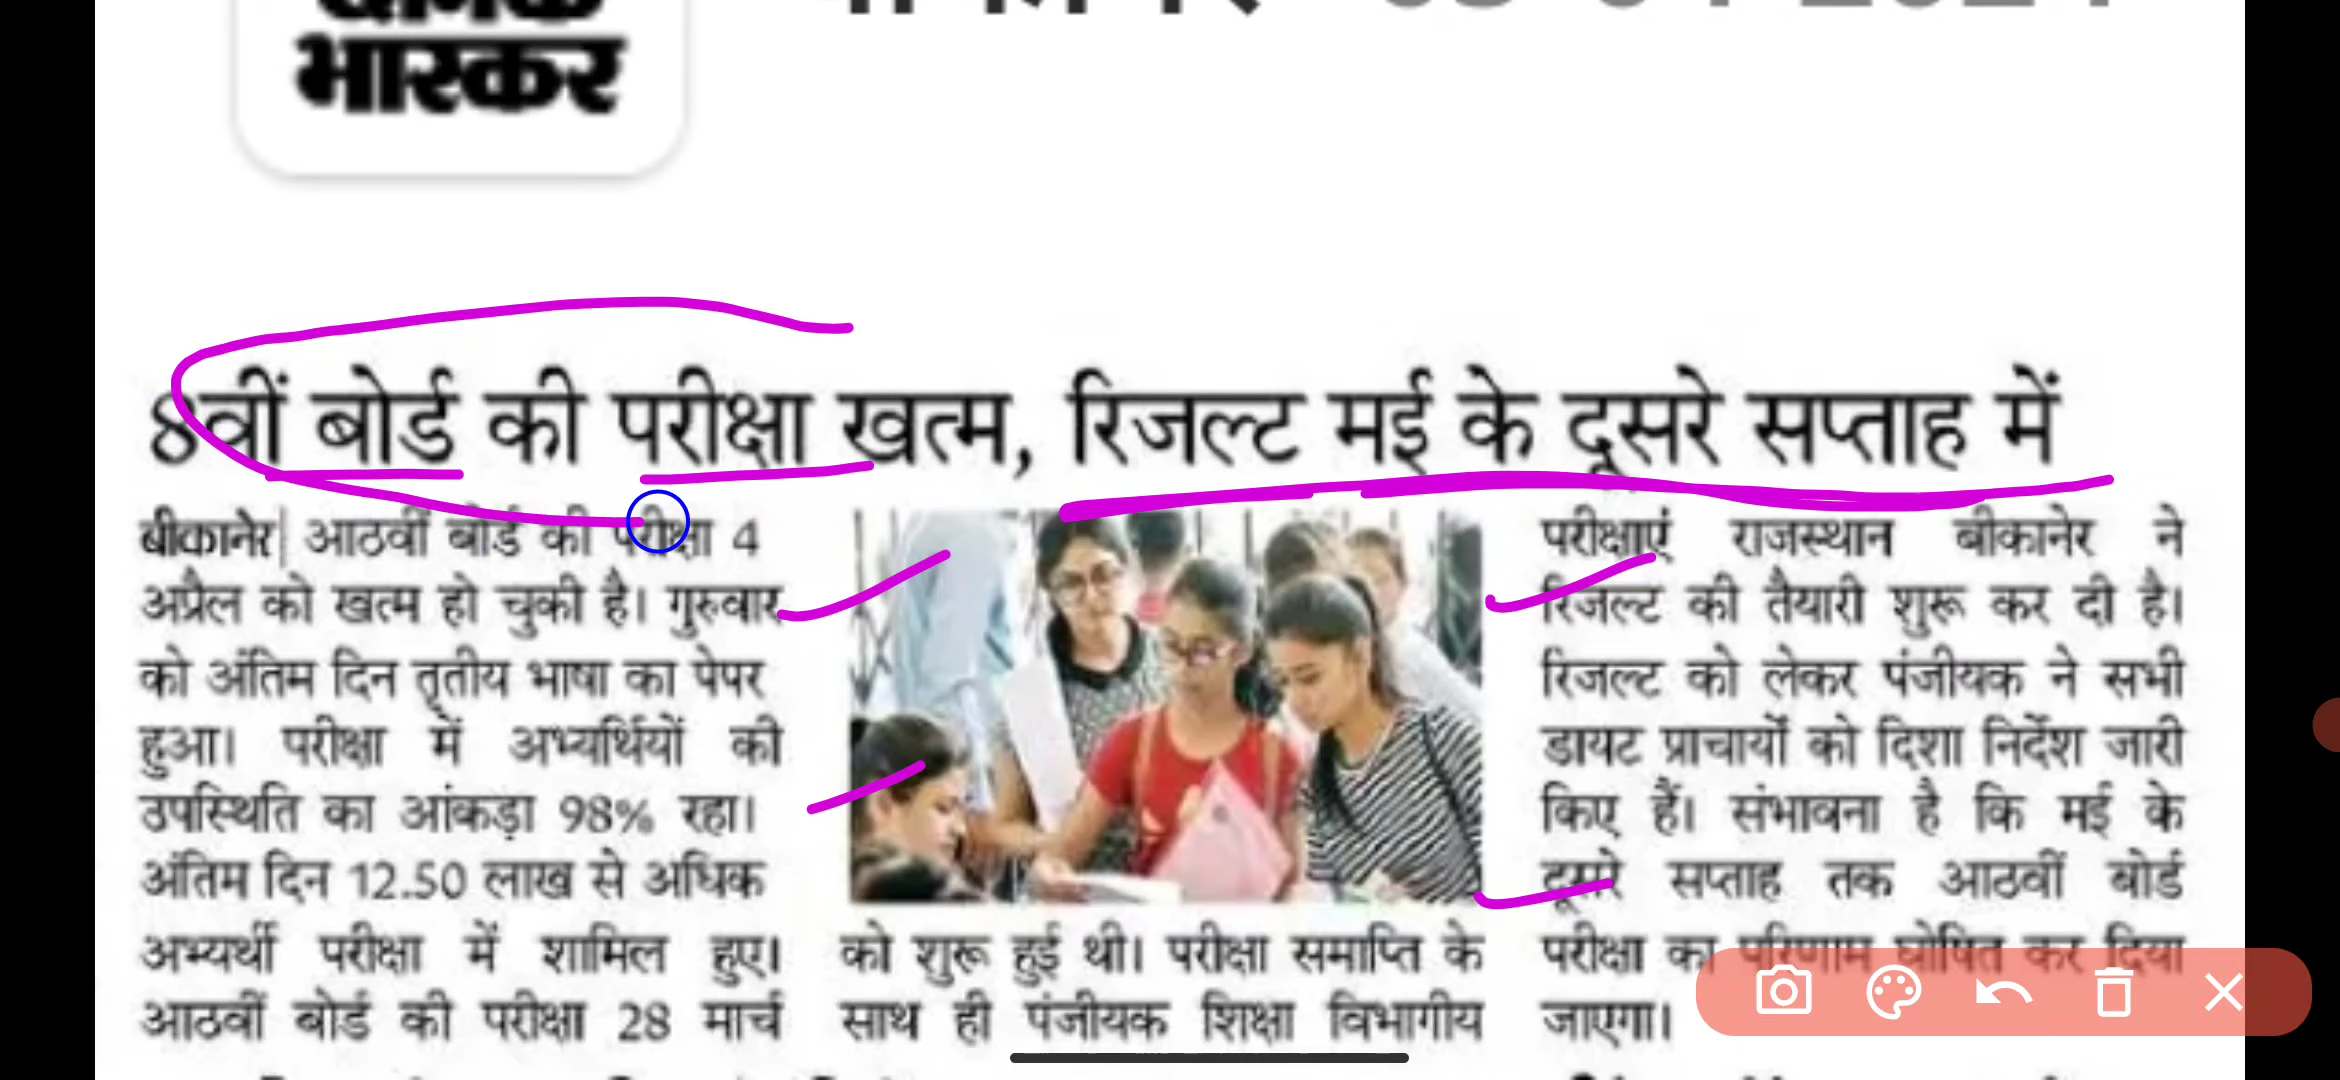 भास्कर
8वीं बोर्ड की परीक्षा खत्म, रिजल्ट मई के दूसरे सप्ताह में
बीकानेर| आठवीं बोर्ड की परीक्षा 4
अप्रैल को खत्म हो चुकी है। गुरुवार
को अंतिम दिन तृतीय भाषा का पेपर
हुआ। परीक्षा में अभ्यर्थियों की
उपस्थिति का आंकड़ा 98% रहा।
अंतिम दिन 12.50 लाख से अधिक
अभ्यर्थी परीक्षा में शामिल हुए।
आठवीं बोर्ड की परीक्षा 28 मार्च
को शुरू हुई थी। परीक्षा समाप्ति के
साथ ही पंजीयक शिक्षा विभागीय
परीक्षाएं राजस्थान बीकानेर ने
रिजल्ट की तैयारी शुरू कर दी है।
रिजल्ट को लेकर पंजीयक ने सभी
डायट प्राचार्यों को दिशा निर्देश जारी
किए हैं। संभावना है कि मई के
दूसरे सप्ताह तक आठवीं बोर्ड
परीक्षा का परिणाम घोषित कर दिया
जाएगा।